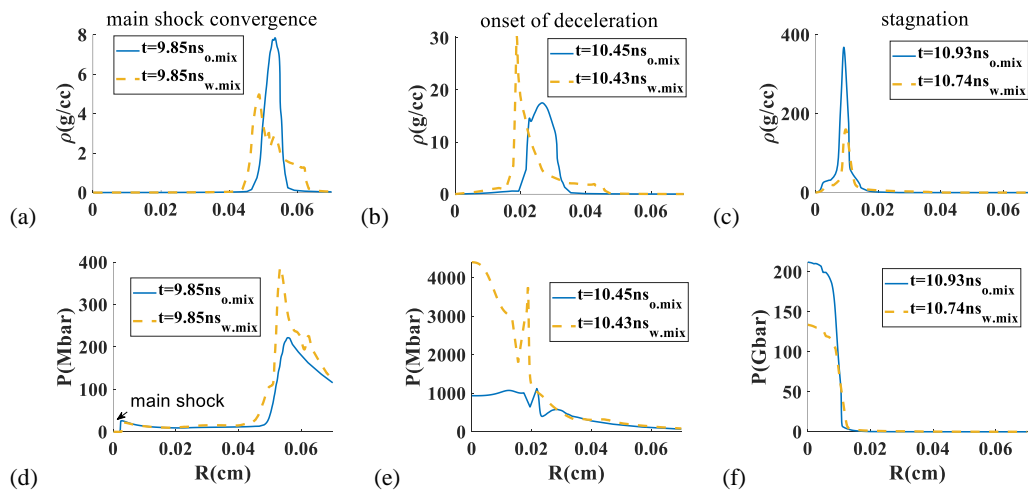 main shock convergence
onset of deceleration
stagnation
8
6
4
2
0
ρ(g/cc)
t=9.85ns o.mix
t=9.85ns w.mix
0 0.02 0.04 0.06
(a)
30
20
10
0
ρ(g/cc)
t=10.45ns o.mix
t=10.43ns w.mix
0 0.02 0.04 0.06
(b)
400
200
0
ρ(g/cc)
t=10.93ns o.mix
t=10.74ns w.mix
0 0.02 0.04 0.06
(c)
400
300
200
100
0
P(Mbar)
t=9.85ns o.mix
t=9.85ns w.mix
main shock
0 0.02 0.04 0.06
R(cm)
(d)
4000
3000
2000
1000
0
P(Mbar)
t=10.45ns o.mix
t=10.43ns w.mix
0 0.02 0.04 0.06
R(cm)
(e)
200
150
100
50
0
P(Gbar)
t=10.93ns o.mix
t=10.74ns w.mix
0 0.02 0.04 0.06
R(cm)
(f)